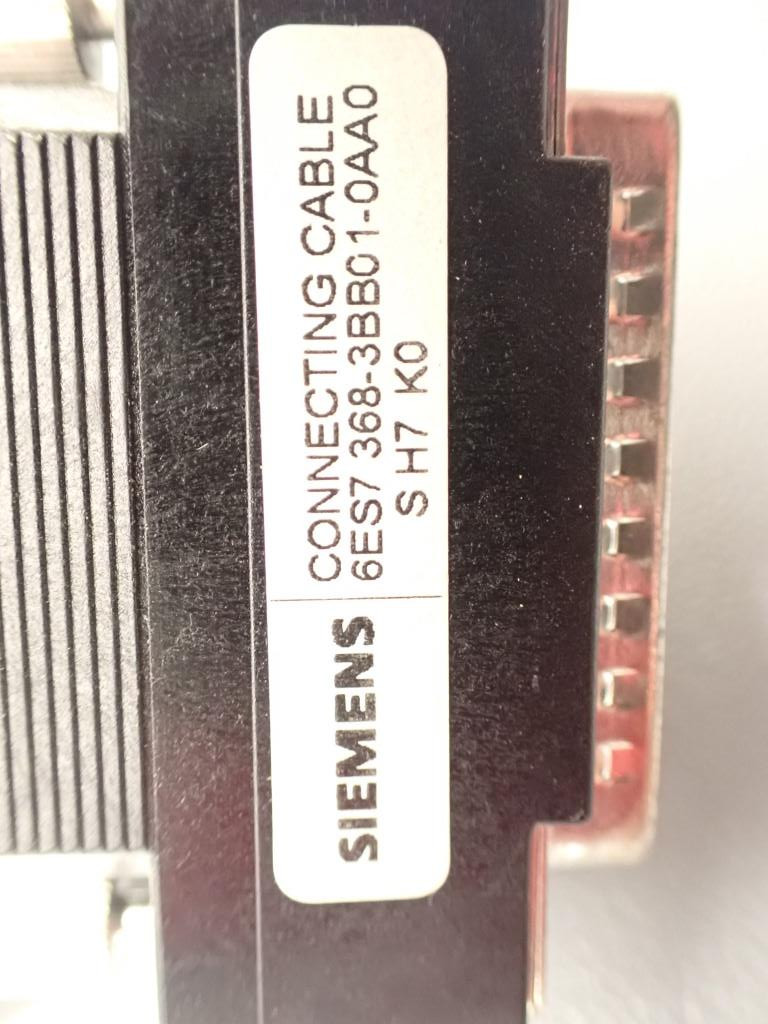 SIEMENS
CONNECTING CABLE
6ES7 368-3BB01-0AA0
S H7 K0